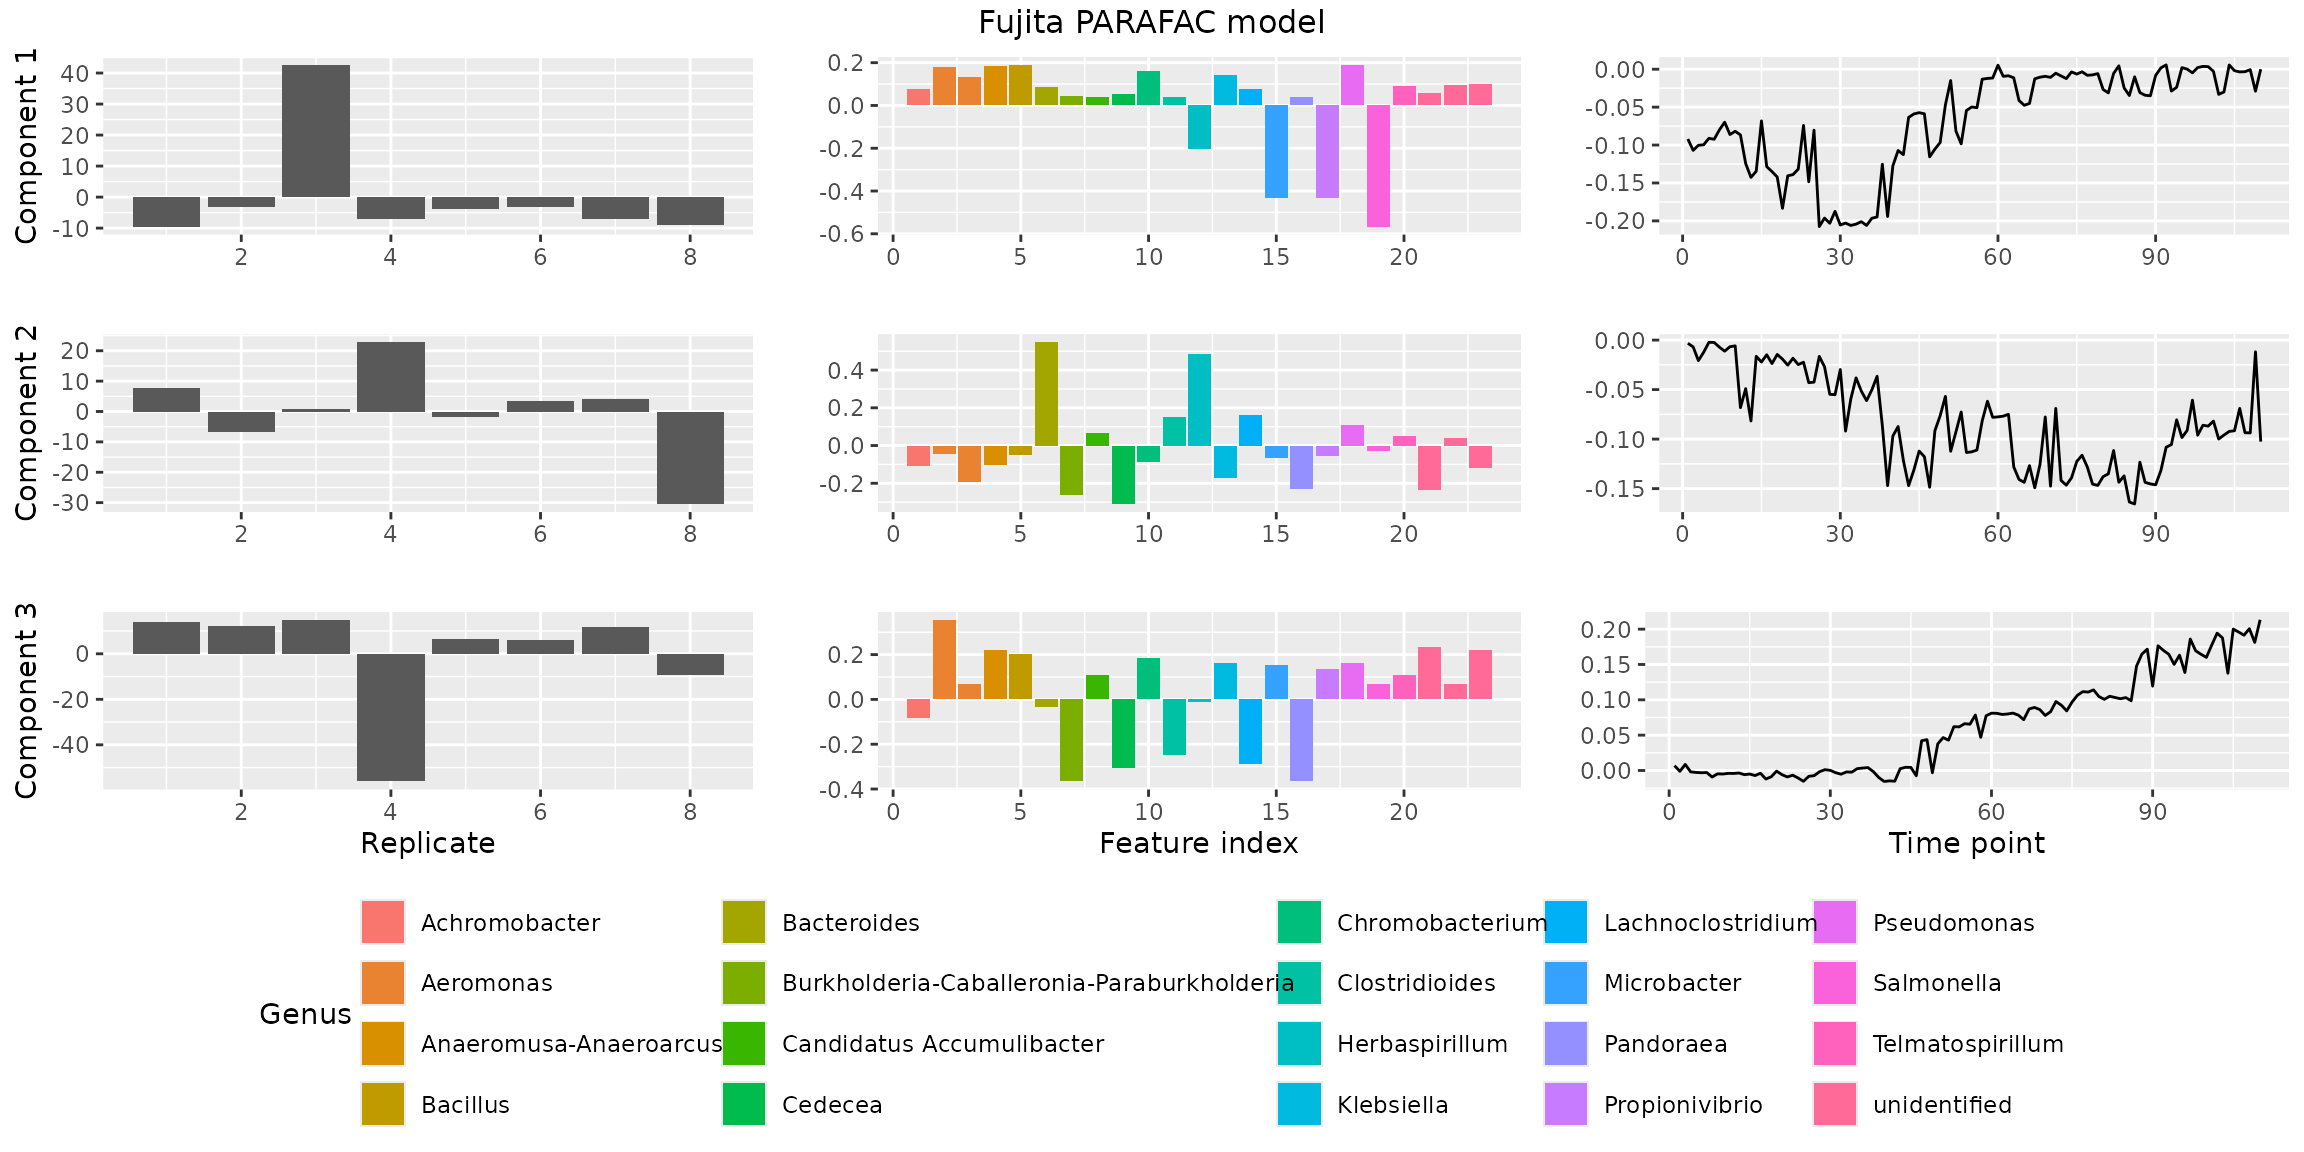 Fujita PARAFAC model
Component 1
40
30
20
10
0
-10
2 4 6 8
0.2
0.0
-0.2
-0.4
-0.6
0 5 10 15 20
0.00
-0.05
-0.10
-0.15
-0.20
0 30 60 90
Component 2
20
10
0
-10
-20
-30
2 4 6 8
0.4
0.2
0.0
-0.2
0 5 10 15 20
0.00
-0.05
-0.10
-0.15
0 30 60 90
Component 3
0
-20
-40
2 4 6 8
Replicate
0.2
0.0
-0.2
-0.4
0 5 10 15 20
Feature index
0.20
0.15
0.10
0.05
0.00
0 30 60 90
Time point
Genus
Achromobacter
Aeromonas
Anaeromusa-Anaeroarcus
Bacillus
Bacteroides
Burkholderia-Caballeronia-Paraburkholderia
Candidatus Accumulibacter
Cedecea
Chromobacterium
Clostridioides
Herbaspirillum
Klebsiella
Lachnoclostridium
Microbacter
Pandoraea
Propionivibrio
Pseudomonas
Salmonella
Telmatospirillum
unidentified